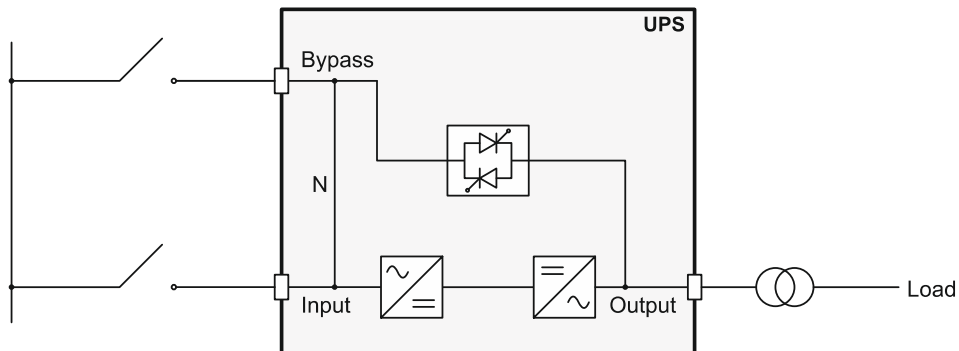 UPS
Bypass
N
Input
Output
Load